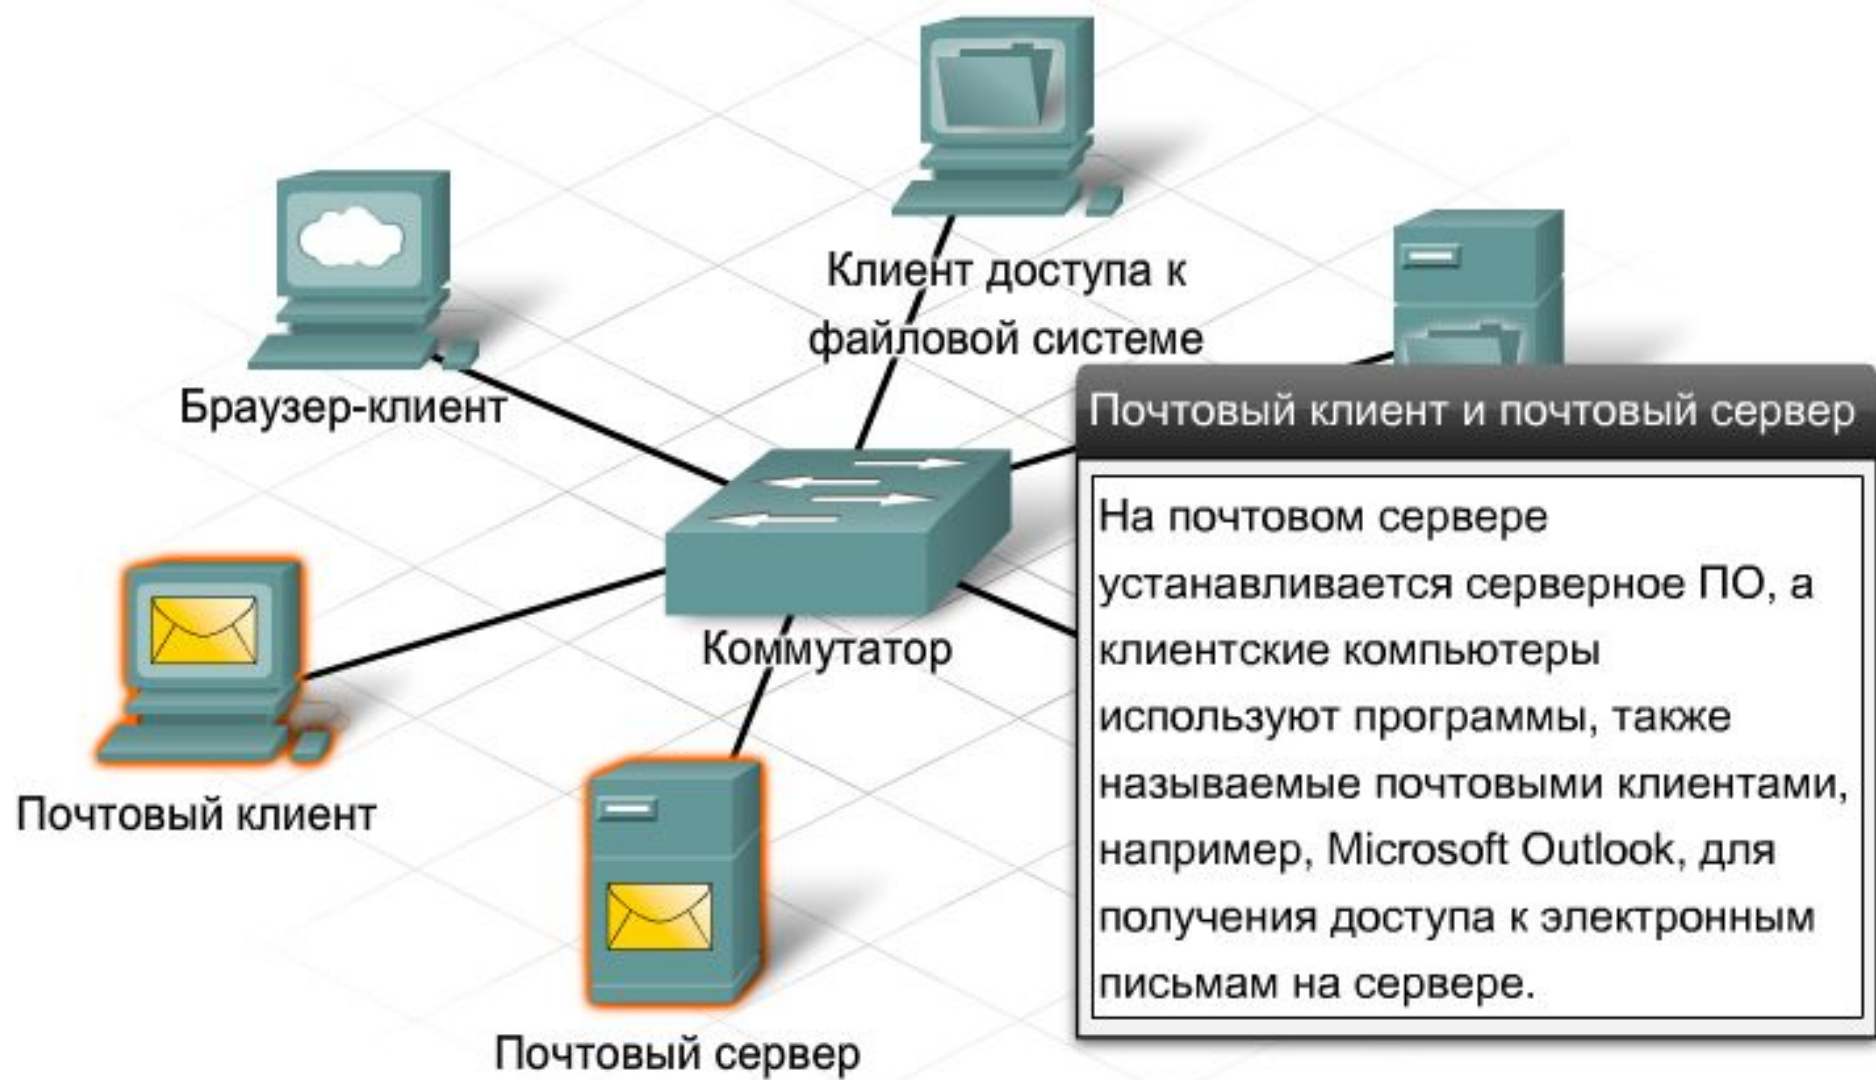 Клиент доступа к
файловой системе
Браузер-клиент
Почтовый клиент и почтовый сервер
На почтовом сервере
устанавливается серверное ПО, а
клиентские компьютеры
используют программы, также
называемые почтовыми клиентами,
например, Microsoft Outlook, для
получения доступа к электронным
письмам на сервере.
Коммутатор
Почтовый клиент
Почтовый сервер